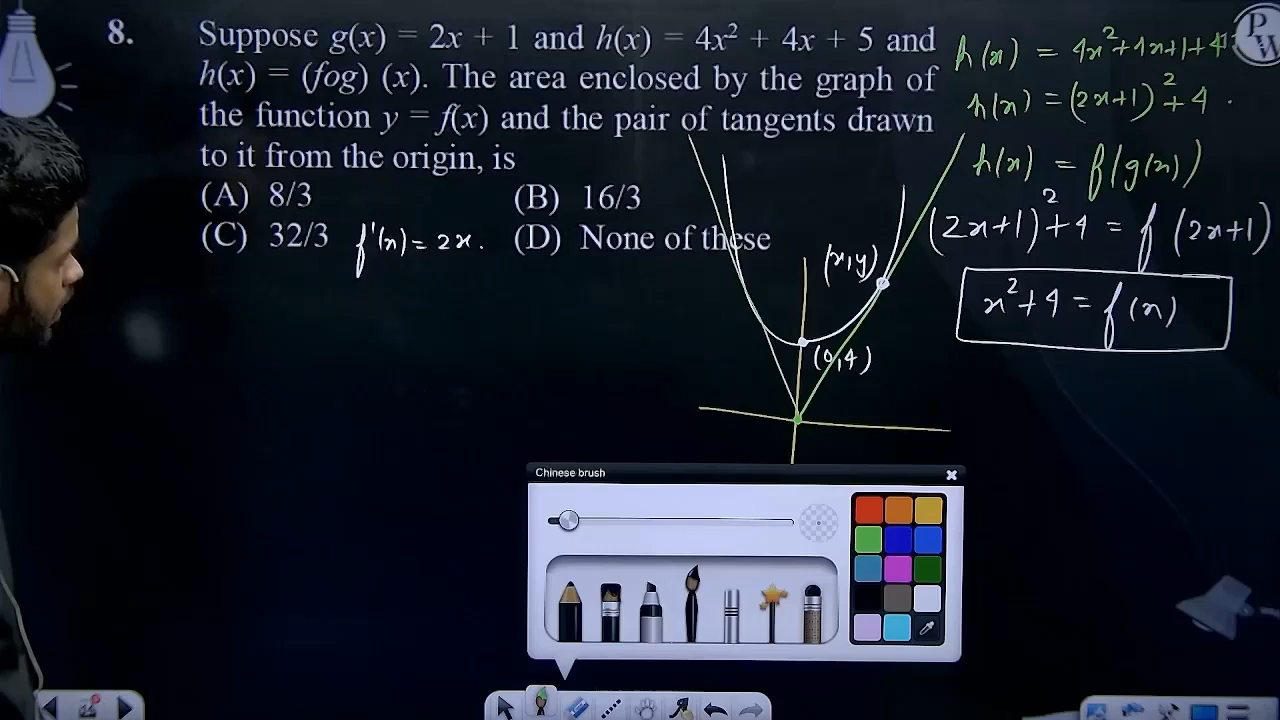 8. Suppose g(x) = 2x + 1 and h(x) = 4x² + 4x + 5 and
h(x) = (fog) (x). The area enclosed by the graph of
the function y = f(x) and the pair of tangents drawn
to it from the origin, is
(A) 8/3 (B) 16/3
(C) 32/3 (D) None of these
f'(x) = 2x.
h(x) = 4x²+4x+1+4
h(x) = (2x+1)²+4.
h(x) = f(g(x))
(2x+1)²+4 = f(2x+1)
x²+4 = f(x)
(x,y)
(0,4)
PW
Chinese brush